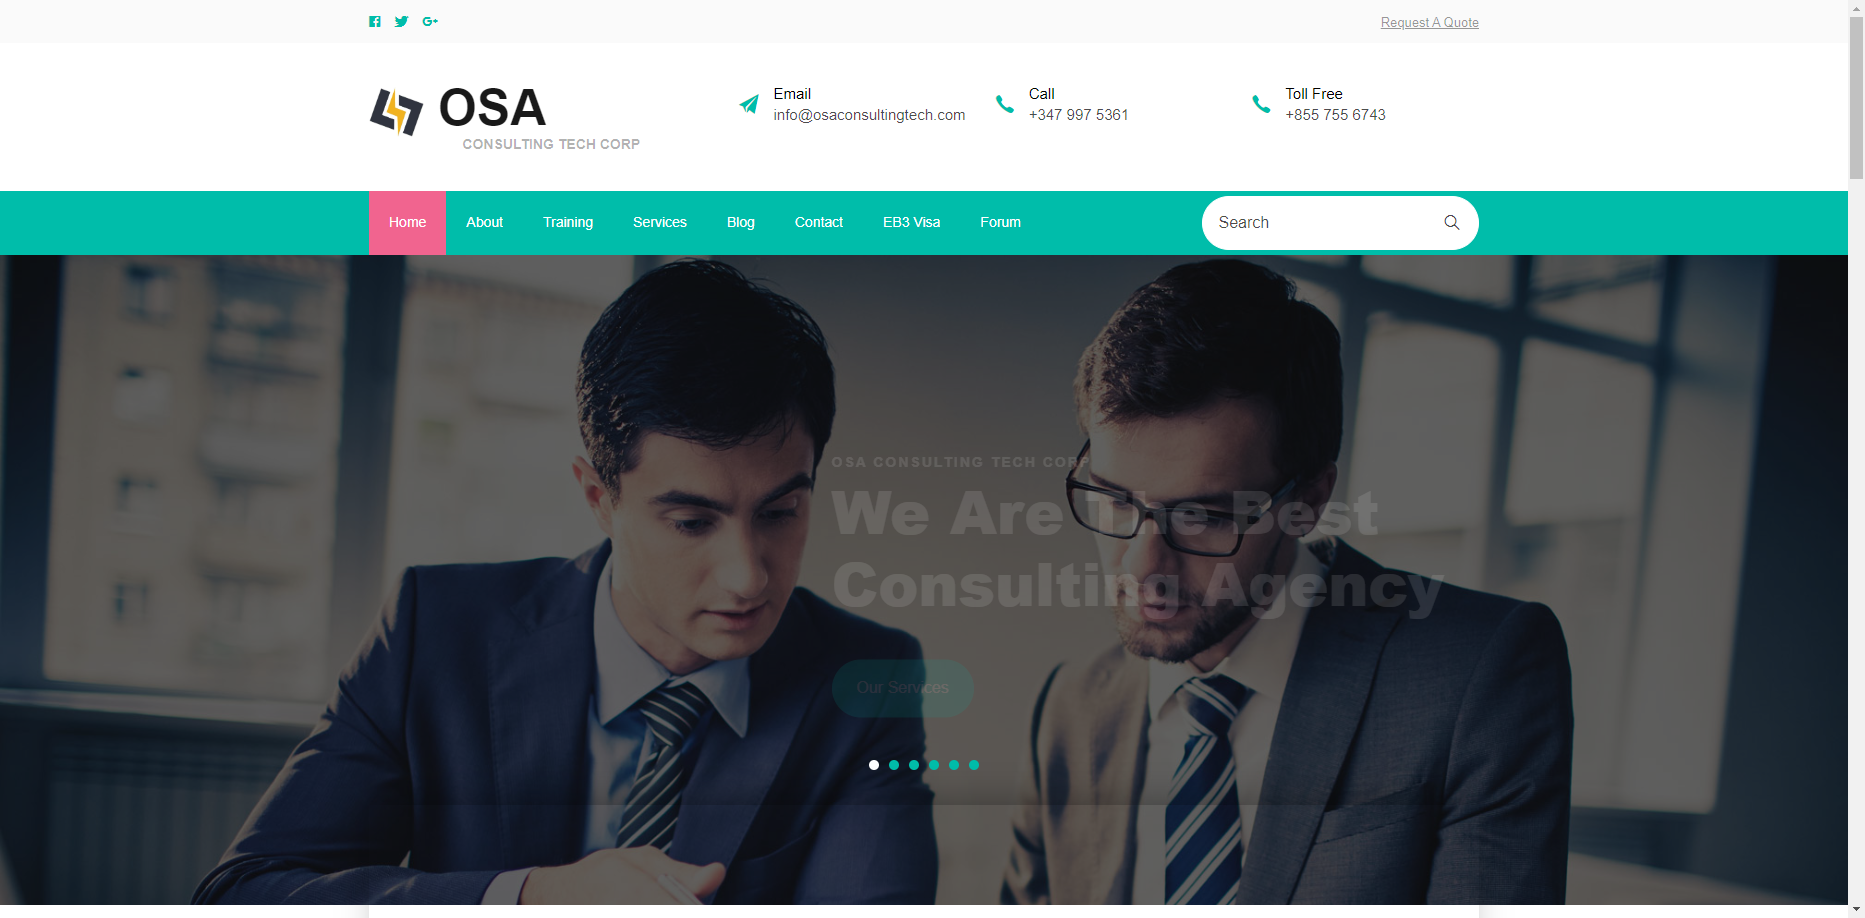 Request A Quote
OSA
CONSULTING TECH CORP
Email
info@osaconsultingtech.com
Call
+347 997 5361
Toll Free
+855 755 6743
Home
About
Training
Services
Blog
Contact
EB3 Visa
Forum
Search
OSA CONSULTING TECH CORP
We Are The Best
Consulting Agency
Our Services